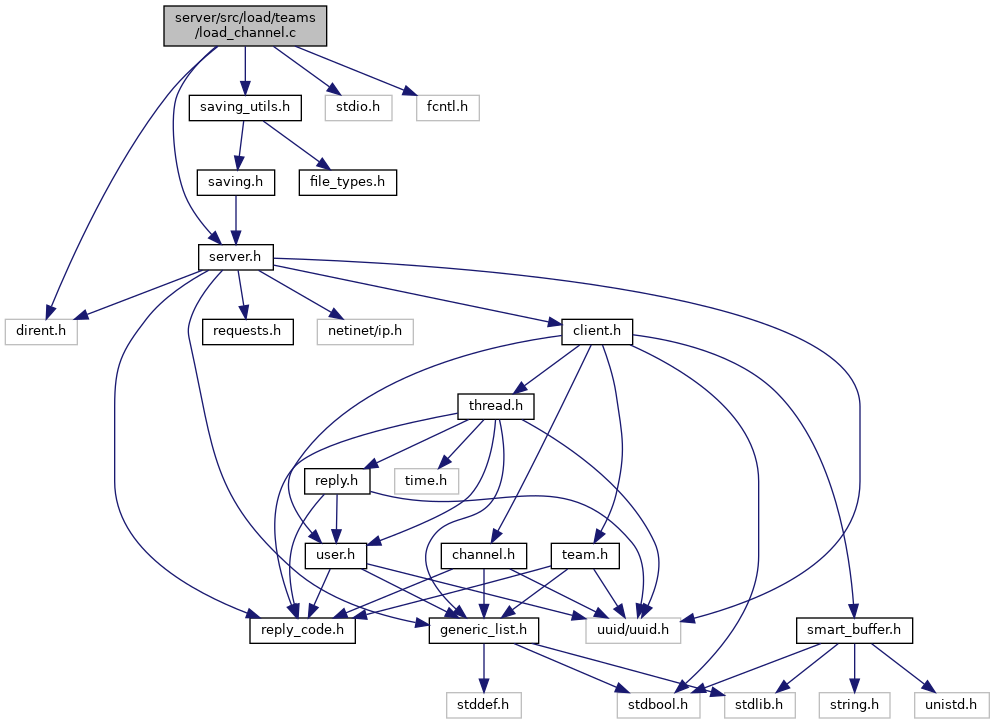 server/src/load/teams
/load_channel.c
saving_utils.h
stdio.h
fcntl.h
saving.h
file_types.h
server.h
dirent.h
requests.h
netinet/ip.h
client.h
thread.h
reply.h
time.h
user.h
channel.h
team.h
reply_code.h
generic_list.h
uuid/uuid.h
smart_buffer.h
stddef.h
stdbool.h
stdlib.h
string.h
unistd.h